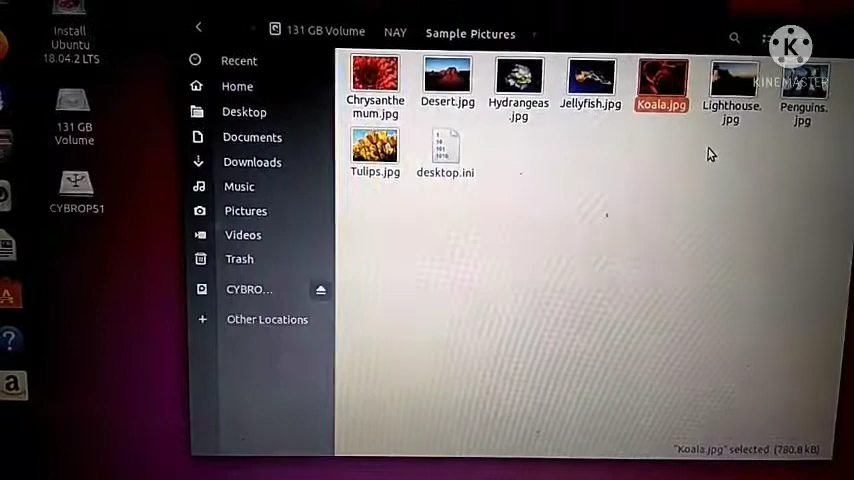 Install
Ubuntu
18.04.2 LTS
131 GB
Volume
CYBROPS1
131 GB Volume
NAY
Sample Pictures
Recent
Home
Desktop
Documents
Downloads
Music
Pictures
Videos
Trash
CYBRO...
Other Locations
Chrysanthe
mum.jpg
Desert.jpg
Hydrangeas
.jpg
Jellyfish.jpg
Koala.jpg
Lighthouse.
jpg
Penguins.
jpg
Tulips.jpg
desktop.ini
"Koala.jpg" selected (780.8 kB)
K
KINEMASTER